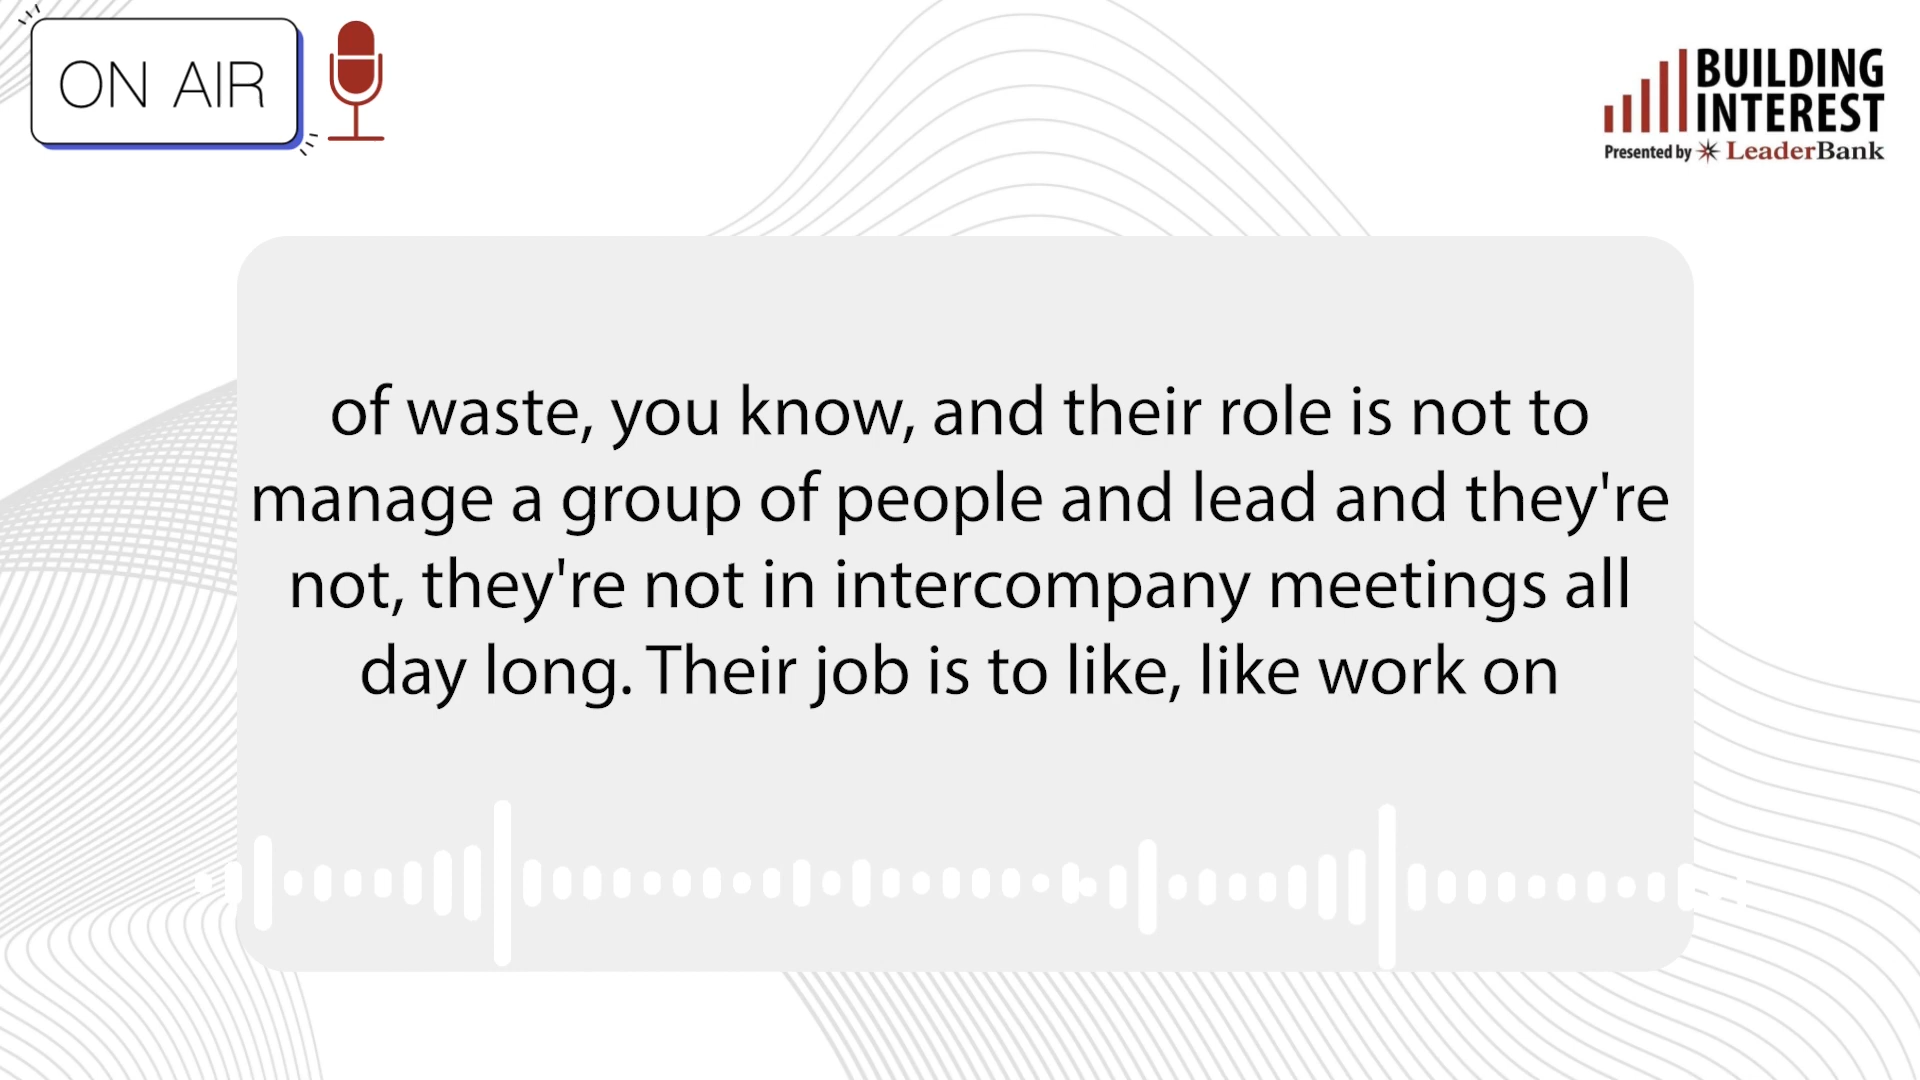 ON AIR
BUILDING
INTEREST
Presented by LeaderBank
of waste, you know, and their role is not to
manage a group of people and lead and they're
not, they're not in intercompany meetings all
day long. Their job is to like, like work on